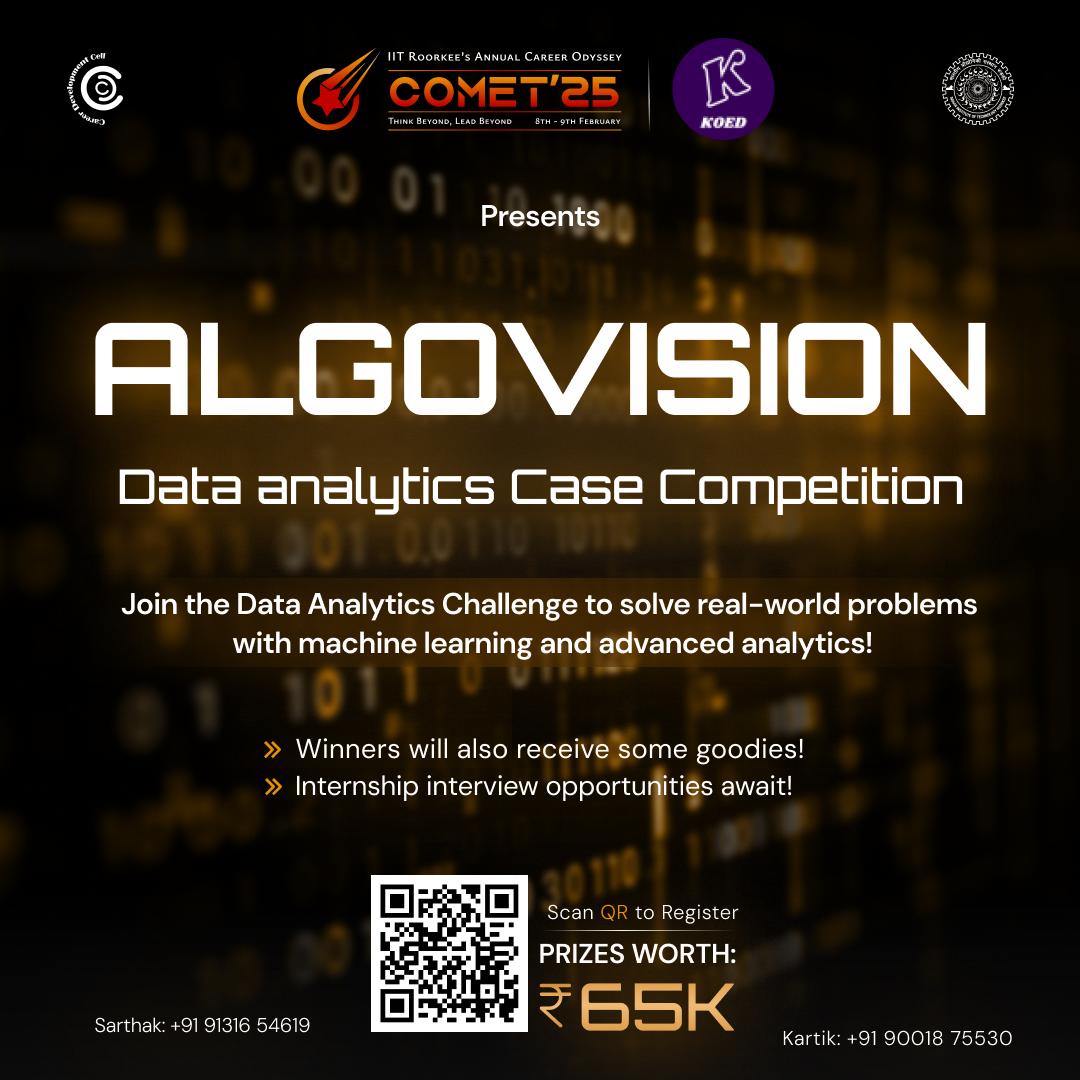 Career Development Cell
IIT Roorkee's Annual Career Odyssey
COMET'25
Think Beyond, Lead Beyond 8th - 9th February
K
KOED
Presents
ALGOVISION
Data analytics Case Competition
Join the Data Analytics Challenge to solve real-world problems
with machine learning and advanced analytics!
Winners will also receive some goodies!
Internship interview opportunities await!
Scan QR to Register
PRIZES WORTH:
₹65K
Sarthak: +91 91316 54619
Kartik: +91 90018 75530